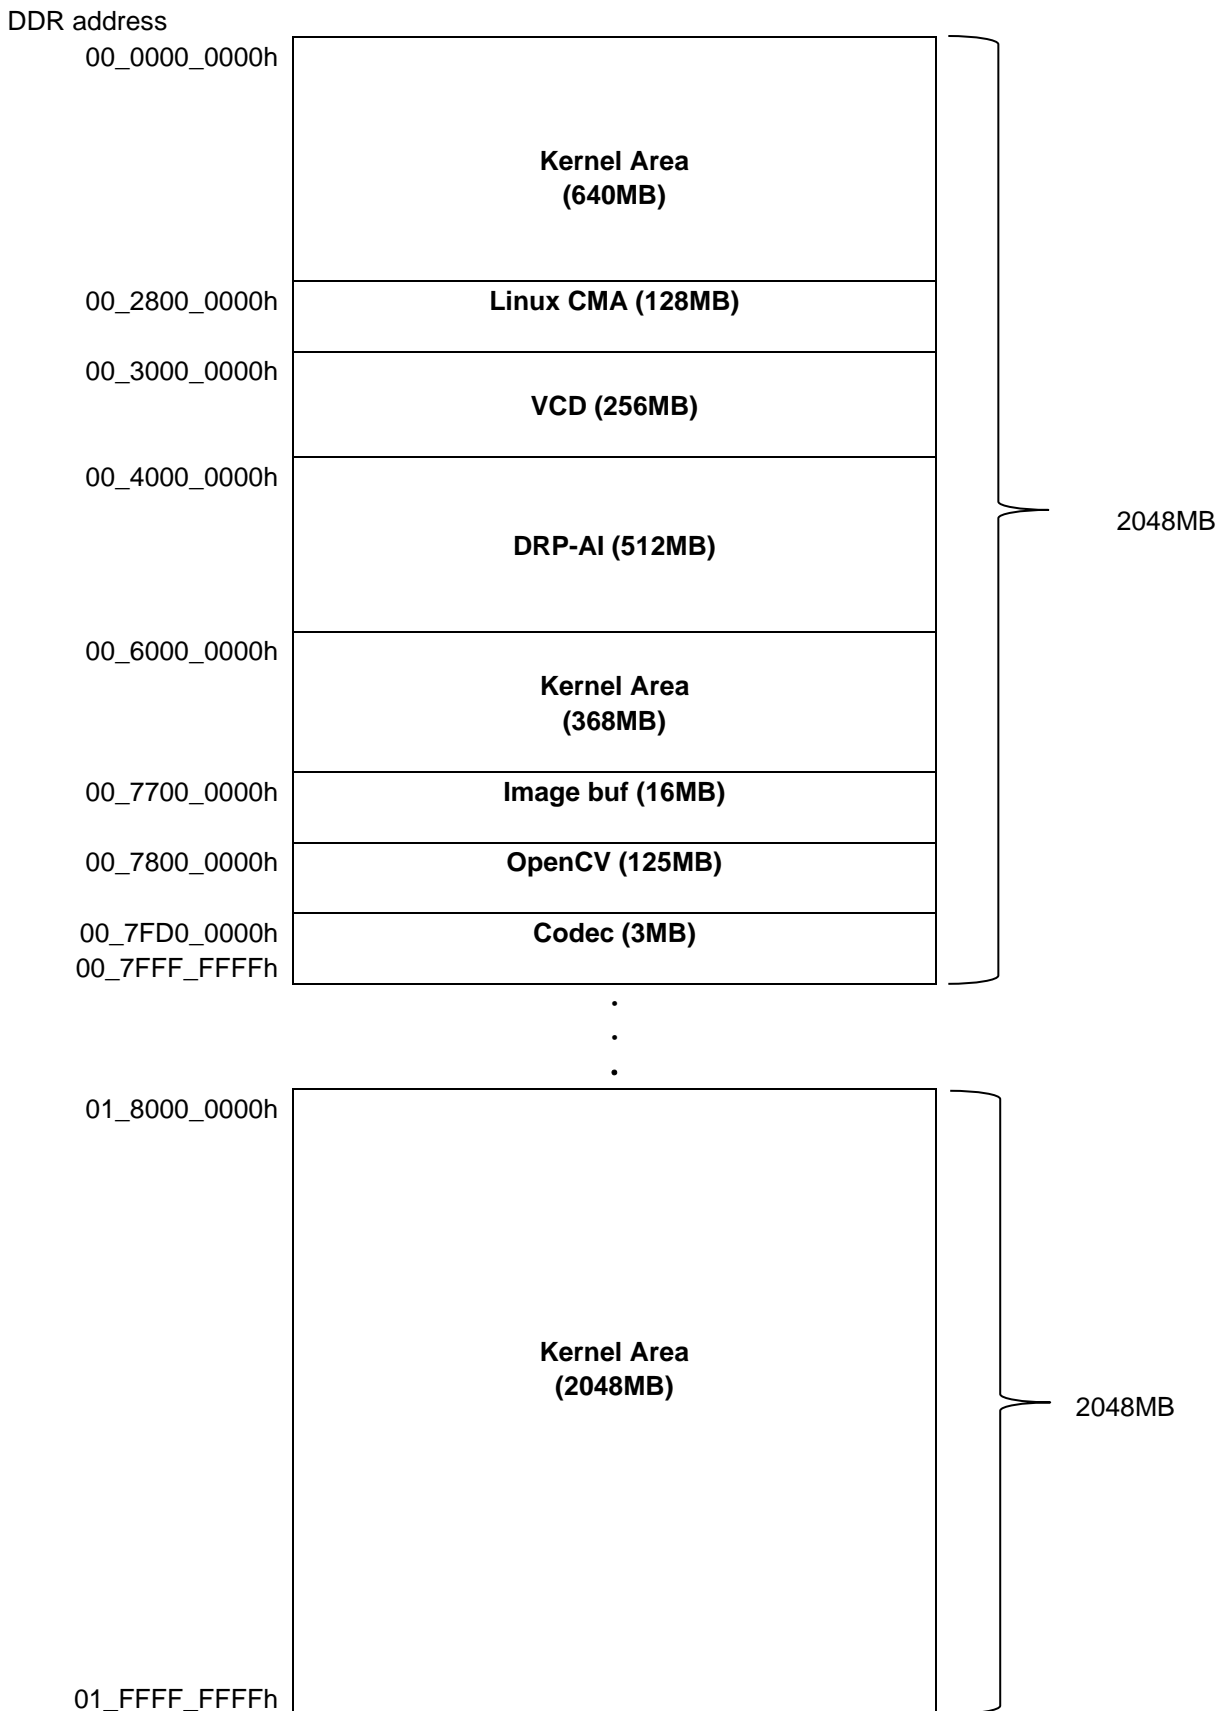 DDR address
00_0000_0000h
Kernel Area
(640MB)
00_2800_0000h
Linux CMA (128MB)
00_3000_0000h
VCD (256MB)
00_4000_0000h
2048MB
DRP-AI (512MB)
00_6000_0000h
Kernel Area
(368MB)
00_7700_0000h
Image buf (16MB)
00_7800_0000h
OpenCV (125MB)
00_7FD0_0000h
Codec (3MB)
00_7FFF_FFFFh
.
.
.
01_8000_0000h
Kernel Area
(2048MB)
2048MB
01_FFFF_FFFFh